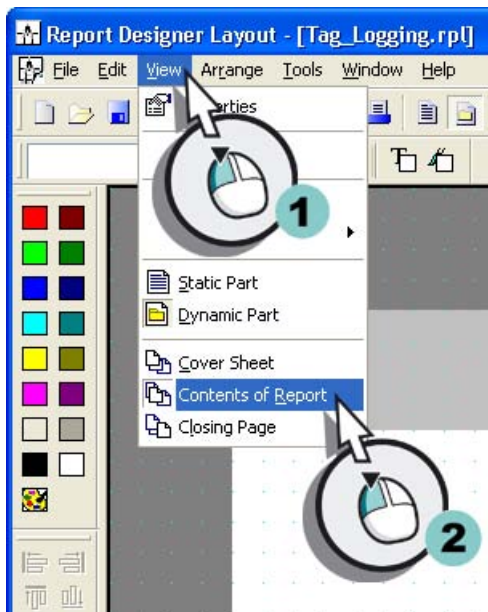 Report Designer Layout - [Tag_Logging.rpl]
File Edit View Arrange Tools Window Help
1
Static Part
Dynamic Part
Cover Sheet
Contents of Report
Closing Page
2